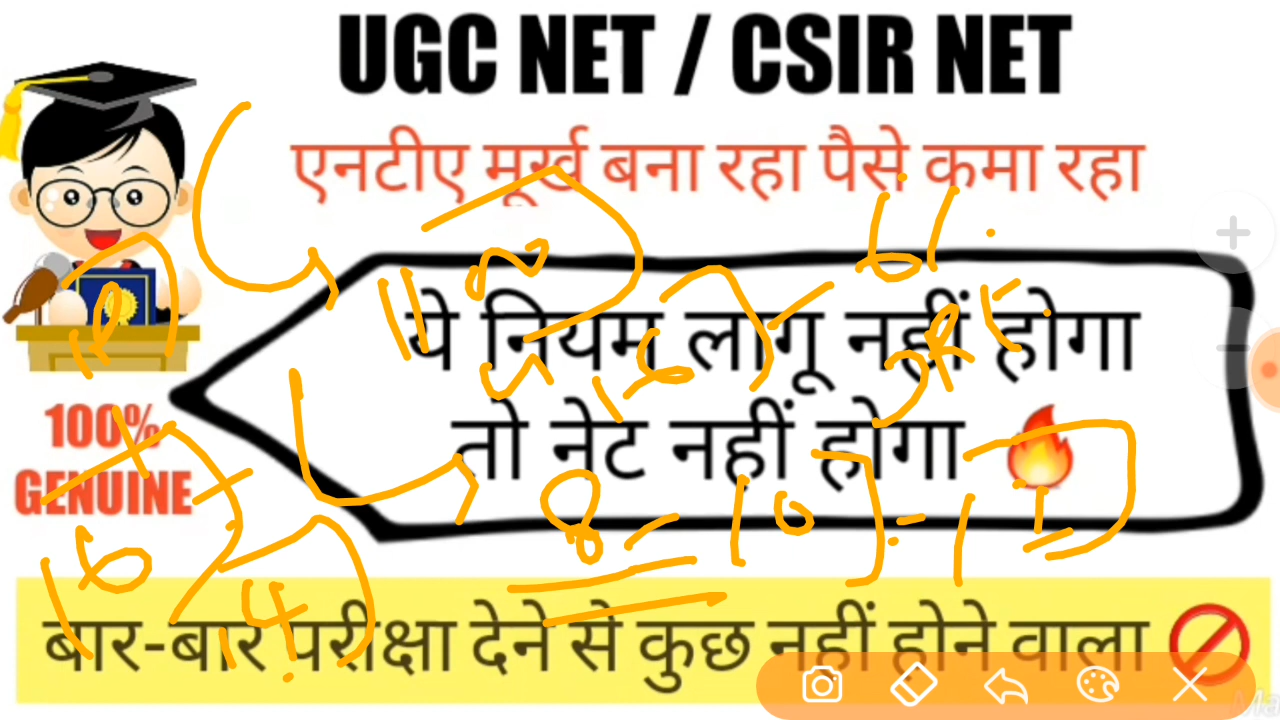 UGC NET / CSIR NET
एनटीए मूर्ख बना रहा पैसे कमा रहा
ये नियम लागू नहीं होगा
तो नेट नहीं होगा
100%
GENUINE
बार-बार परीक्षा देने से कुछ नहीं होने वाला